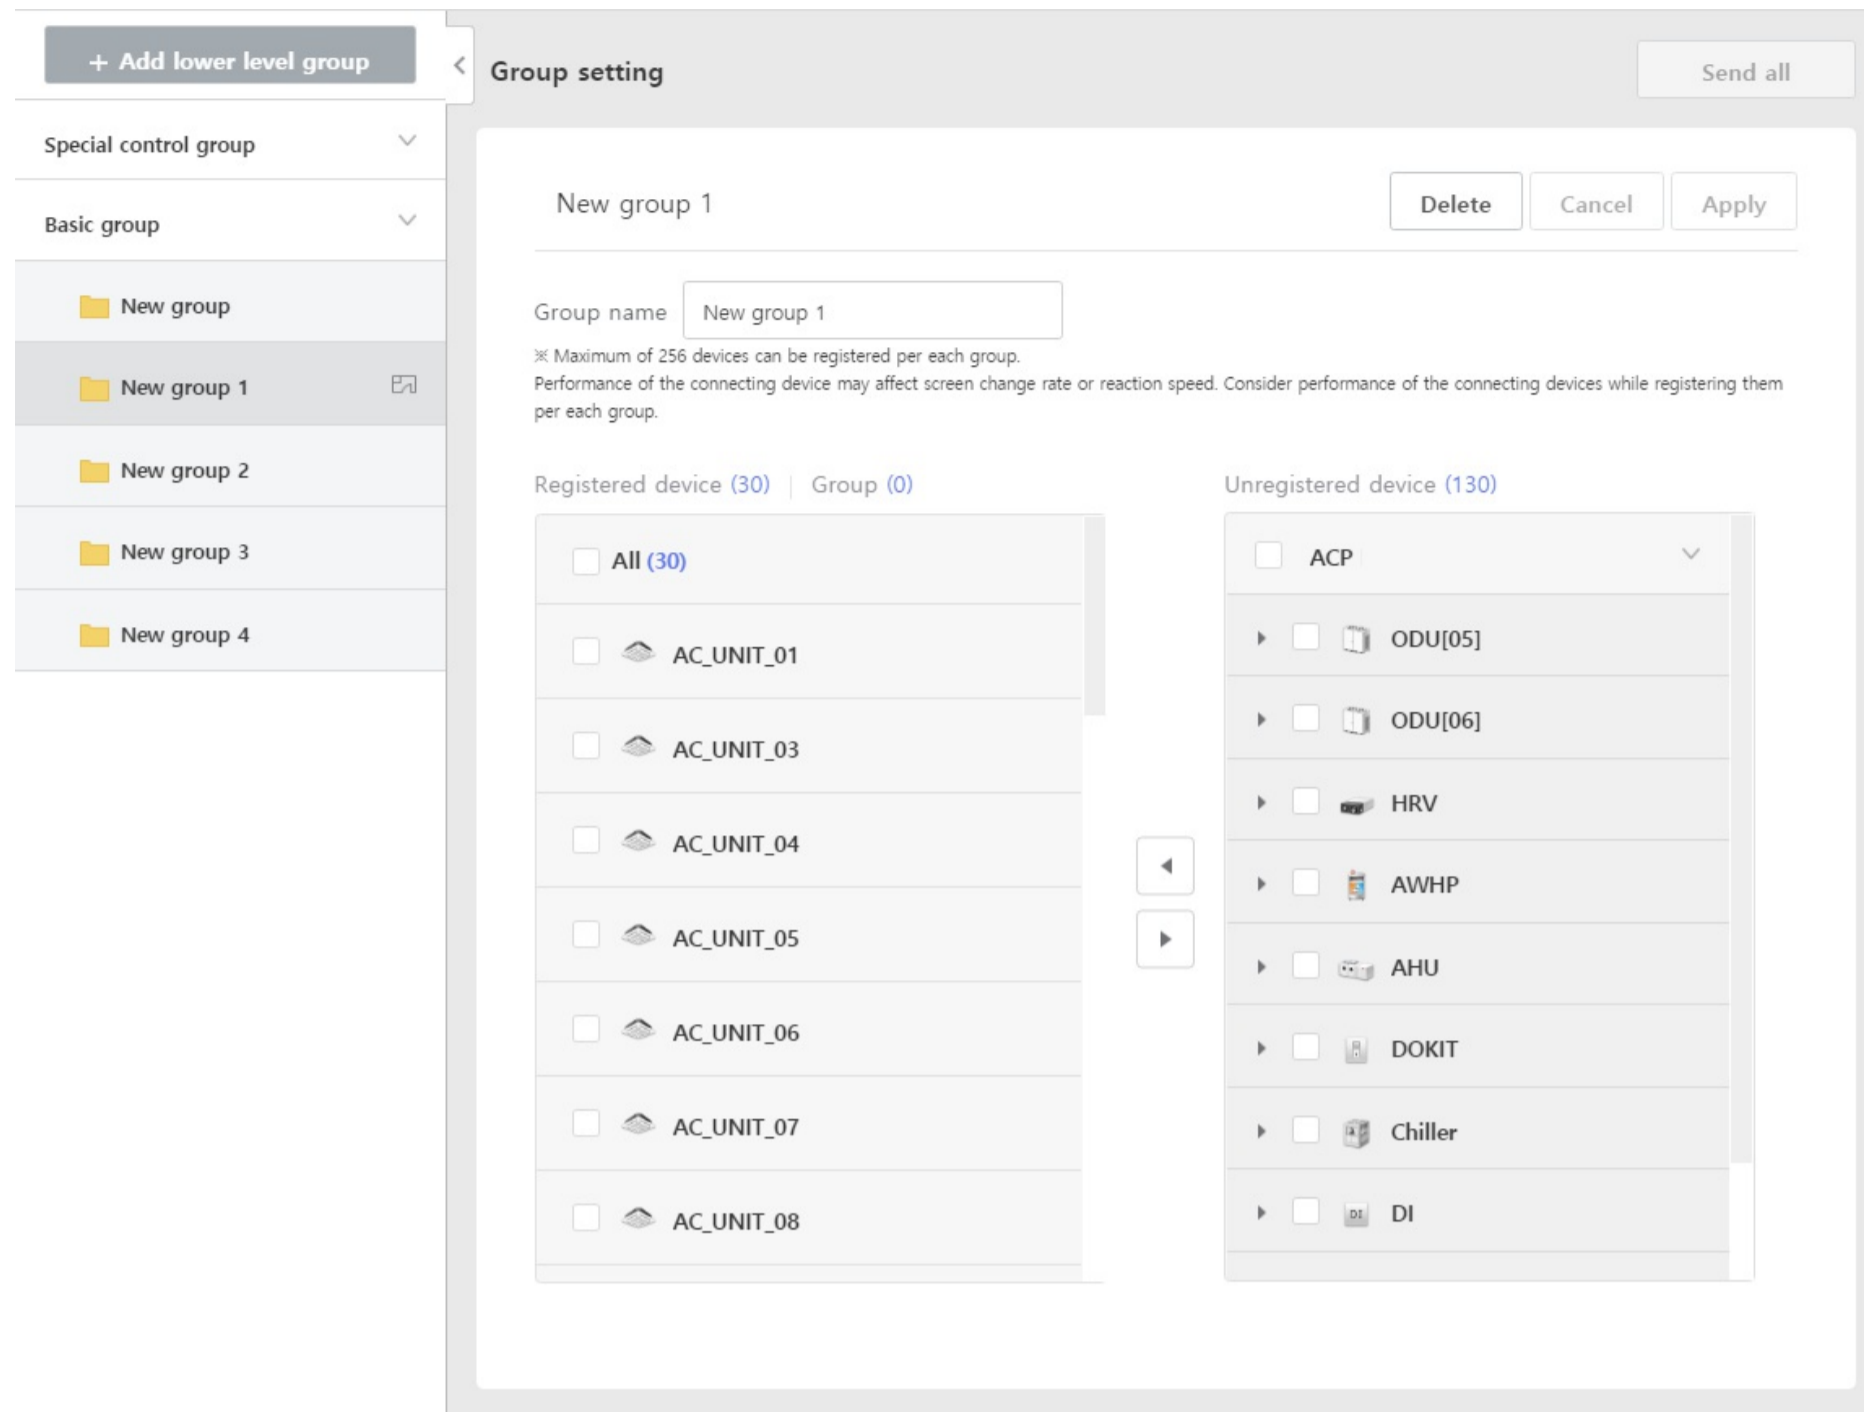 + Add lower level group
Special control group
Basic group
New group
New group 1
New group 2
New group 3
New group 4
Group setting
Send all
New group 1
Delete
Cancel
Apply
Group name
New group 1
※ Maximum of 256 devices can be registered per each group.
Performance of the connecting device may affect screen change rate or reaction speed. Consider performance of the connecting devices while registering them
per each group.
Registered device (30) | Group (0)
All (30)
AC_UNIT_01
AC_UNIT_03
AC_UNIT_04
AC_UNIT_05
AC_UNIT_06
AC_UNIT_07
AC_UNIT_08
Unregistered device (130)
ACP
ODU[05]
ODU[06]
HRV
AWHP
AHU
DOKIT
Chiller
DI
DI